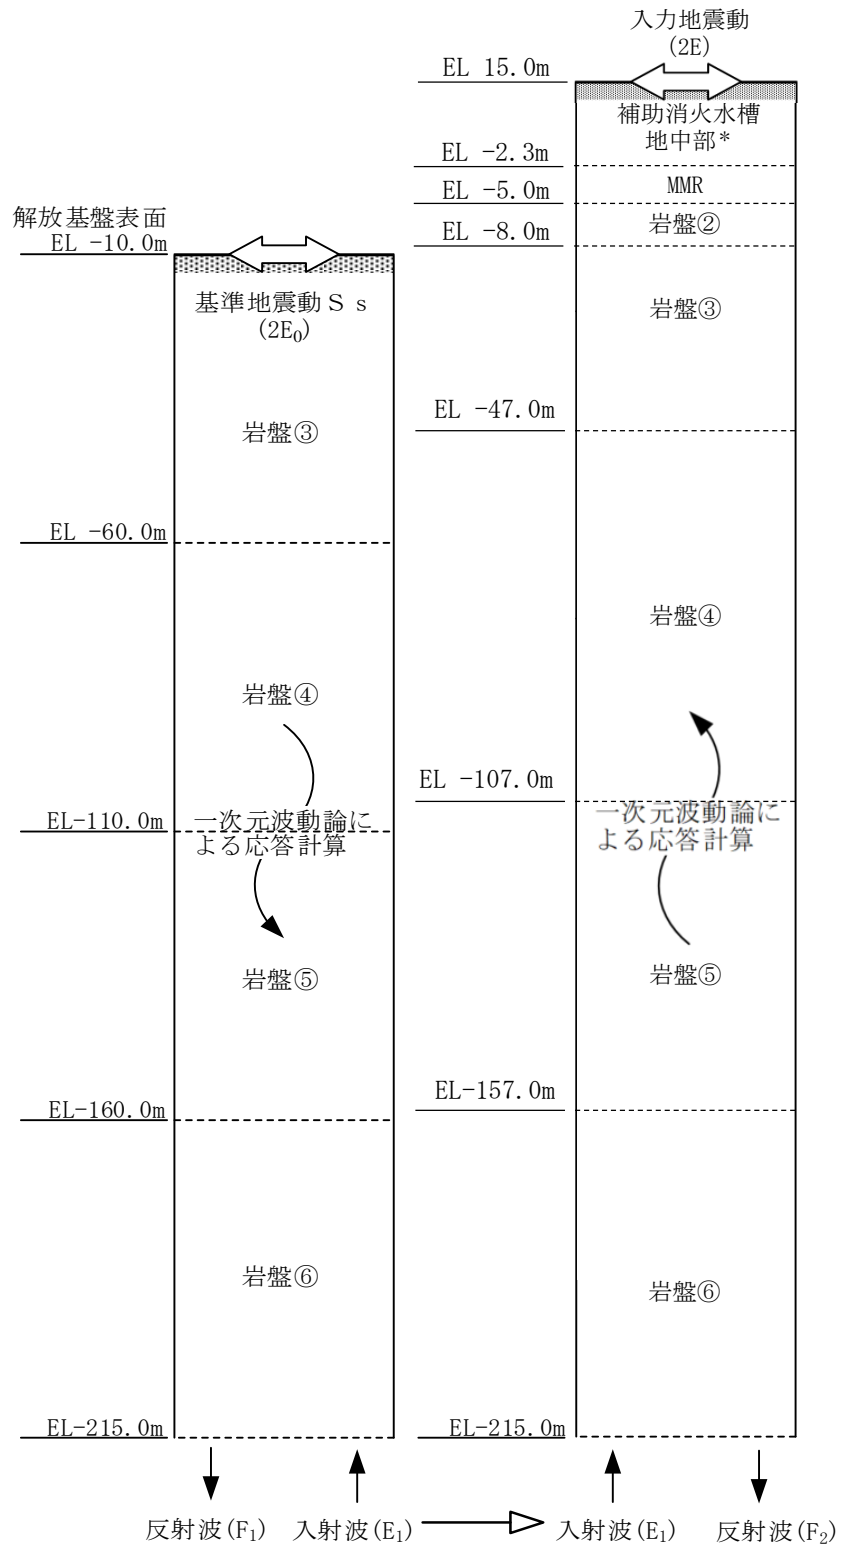 解放基盤表面
EL -10.0m
基準地震動Ｓｓ
(2E₀)
岩盤③
EL -60.0m
岩盤④
一次元波動論に
EL-110.0m
よる応答計算
岩盤⑤
EL-160.0m
岩盤⑥
EL-215.0m
反射波(F₁)
入射波(E₁)
入力地震動
(2E)
EL 15.0m
補助消火水槽
地中部*
EL -2.3m
MMR
EL -5.0m
岩盤②
EL -8.0m
岩盤③
EL -47.0m
岩盤④
EL -107.0m
一次元波動論に
よる応答計算
岩盤⑤
EL-157.0m
岩盤⑥
EL-215.0m
入射波(E₁)
反射波(F₂)